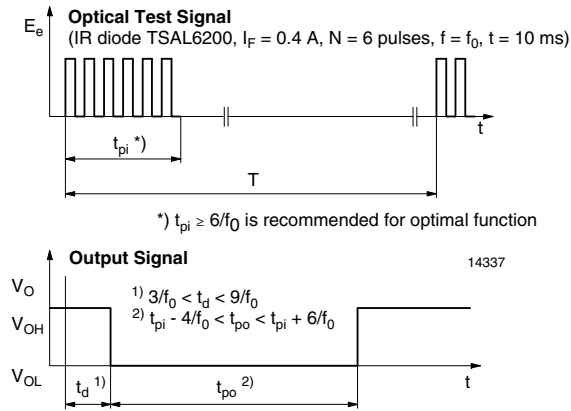 Optical Test Signal
Eₑ
(IR diode TSAL6200, I_F = 0.4 A, N = 6 pulses, f = f₀, t = 10 ms)
t
t_pi *)
T
*) t_pi ≥ 6/f₀ is recommended for optimal function
Output Signal
14337
V_O
V_OH
V_OL
1) 3/f₀ < t_d < 9/f₀
2) t_pi - 4/f₀ < t_po < t_pi + 6/f₀
t_d 1)
t_po 2)
t